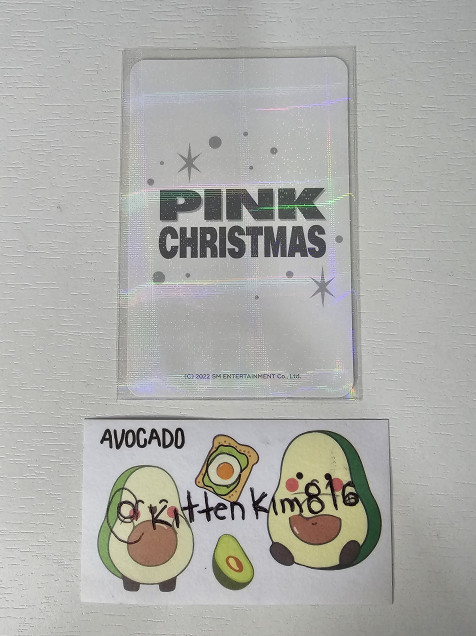 PINK
CHRISTMAS
(C) 2022 SM ENTERTAINMENT Co., Ltd.
AVOCADO
@kittenkim816